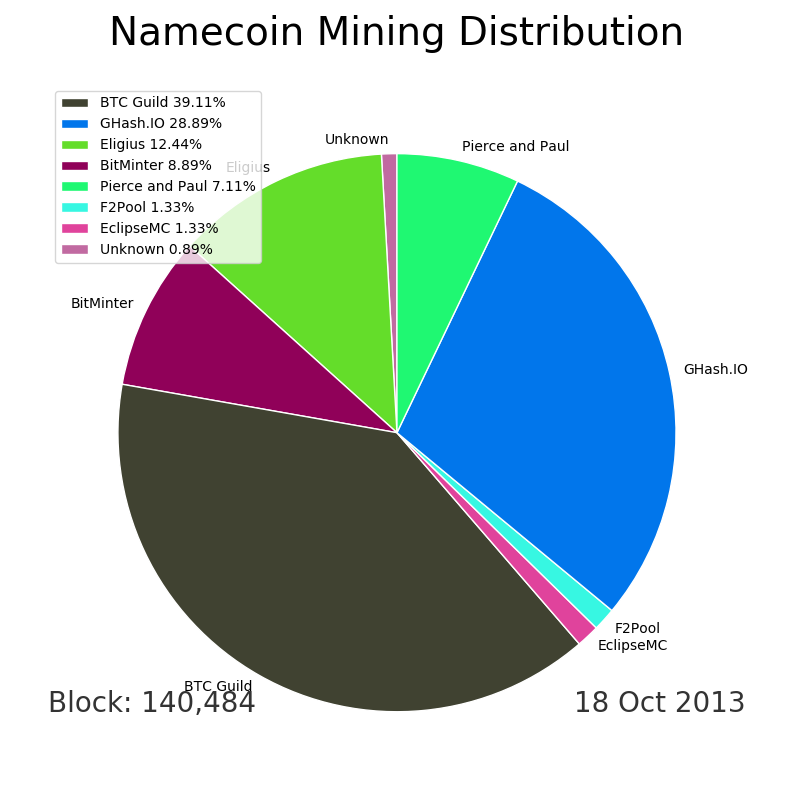 Namecoin Mining Distribution
BTC Guild 39.11%
GHash.IO 28.89%
Eligius 12.44%
BitMinter 8.89%
Pierce and Paul 7.11%
F2Pool 1.33%
EclipseMC 1.33%
Unknown 0.89%
Unknown
Pierce and Paul
Eligius
BitMinter
GHash.IO
F2Pool
EclipseMC
BTC Guild
Block: 140,484
18 Oct 2013